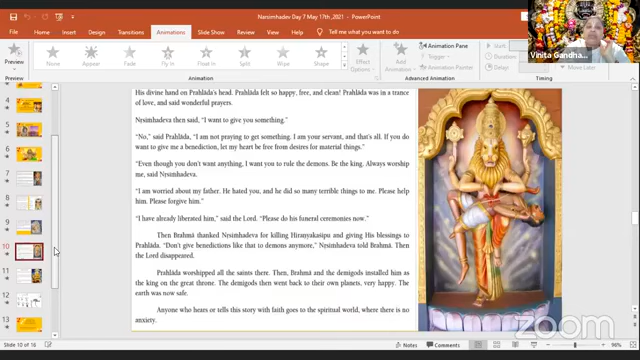 Narsimhadev Day 7 May 17th ,2021 - PowerPoint
File Home Insert Design Transitions Animations Slide Show Review View Help Tell me what you want to do
Preview None Appear Fade Fly In Float In Split Wipe Shape Effect Options Add Animation Animation Pane Trigger Start: Duration: Delay: Move Later
Preview Animation Advanced Animation Timing
Vinita Gandha...
His divine hand on Prahlāda's head. Prahlāda felt so happy, free, and clean! Prahlāda was in a trance
of love, and said wonderful prayers.
Nṛsiṁhadeva then said, “I want to give you something.”
“No,” said Prahlāda, “I am not praying to get something. I am your servant, and that's all. If you do
want to give me a benediction, let my heart be free from desires for material things.”
“Even though you don't want anything, I want you to rule the demons. Be the king. Always worship
me, said Nṛsiṁhadeva.
“I am worried about my father. He hated you, and he did so many terrible things to me. Please help
him. Please forgive him.”
“I have already liberated him,” said the Lord. “Please do his funeral ceremonies now.”
Then Brahmā thanked Nṛsiṁhadeva for killing Hiraṇyakaśipu and giving His blessings to
Prahlāda. “Don't give benedictions like that to demons anymore,” Nṛsiṁhadeva told Brahmā. Then
the Lord disappeared.
Prahlāda worshipped all the saints there. Then, Brahmā and the demigods installed him as
the king on the great throne. The demigods then went back to their own planets, very happy. The
earth was now safe.
Anyone who hears or tells this story with faith goes to the spiritual world, where there is no
anxiety.
4
5
6
7
8
9
10
11
12
13
zoom
Slide 10 of 16 Notes Comments 96%